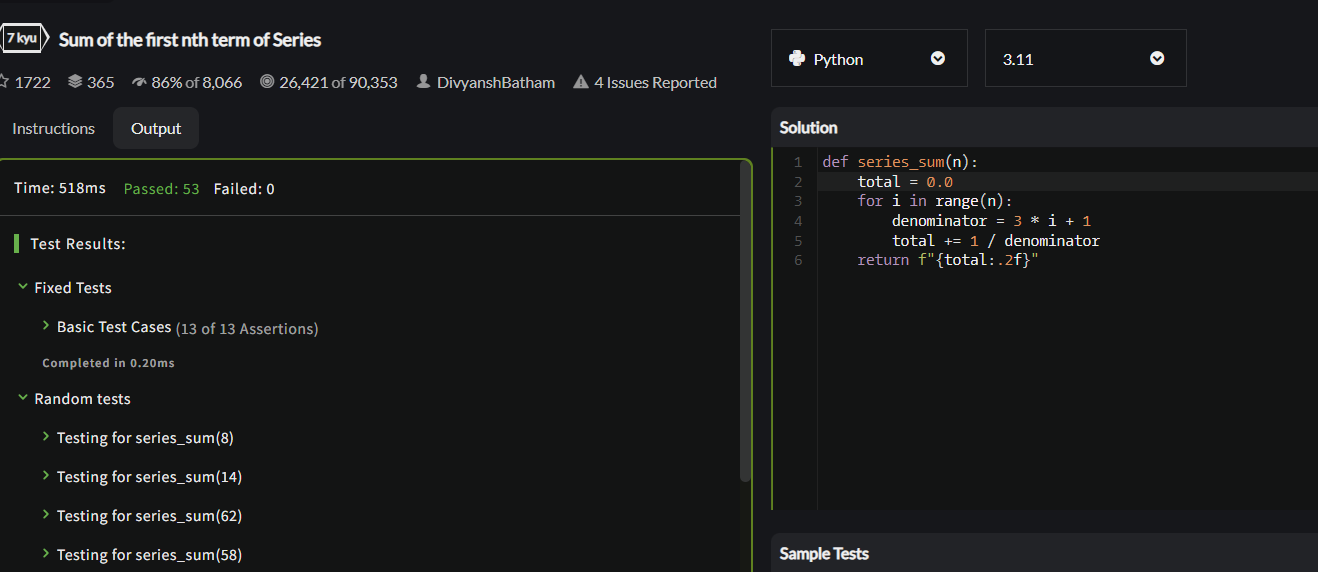 7 kyu Sum of the first nth term of Series
1722 365 86% of 8,066 26,421 of 90,353 DivyanshBatham 4 Issues Reported
Instructions Output
Time: 518ms Passed: 53 Failed: 0
Test Results:
Fixed Tests
Basic Test Cases (13 of 13 Assertions)
Completed in 0.20ms
Random tests
Testing for series_sum(8)
Testing for series_sum(14)
Testing for series_sum(62)
Testing for series_sum(58)
Python 3.11
Solution
1 def series_sum(n):
2     total = 0.0
3     for i in range(n):
4         denominator = 3 * i + 1
5         total += 1 / denominator
6     return f"{total:.2f}"
Sample Tests